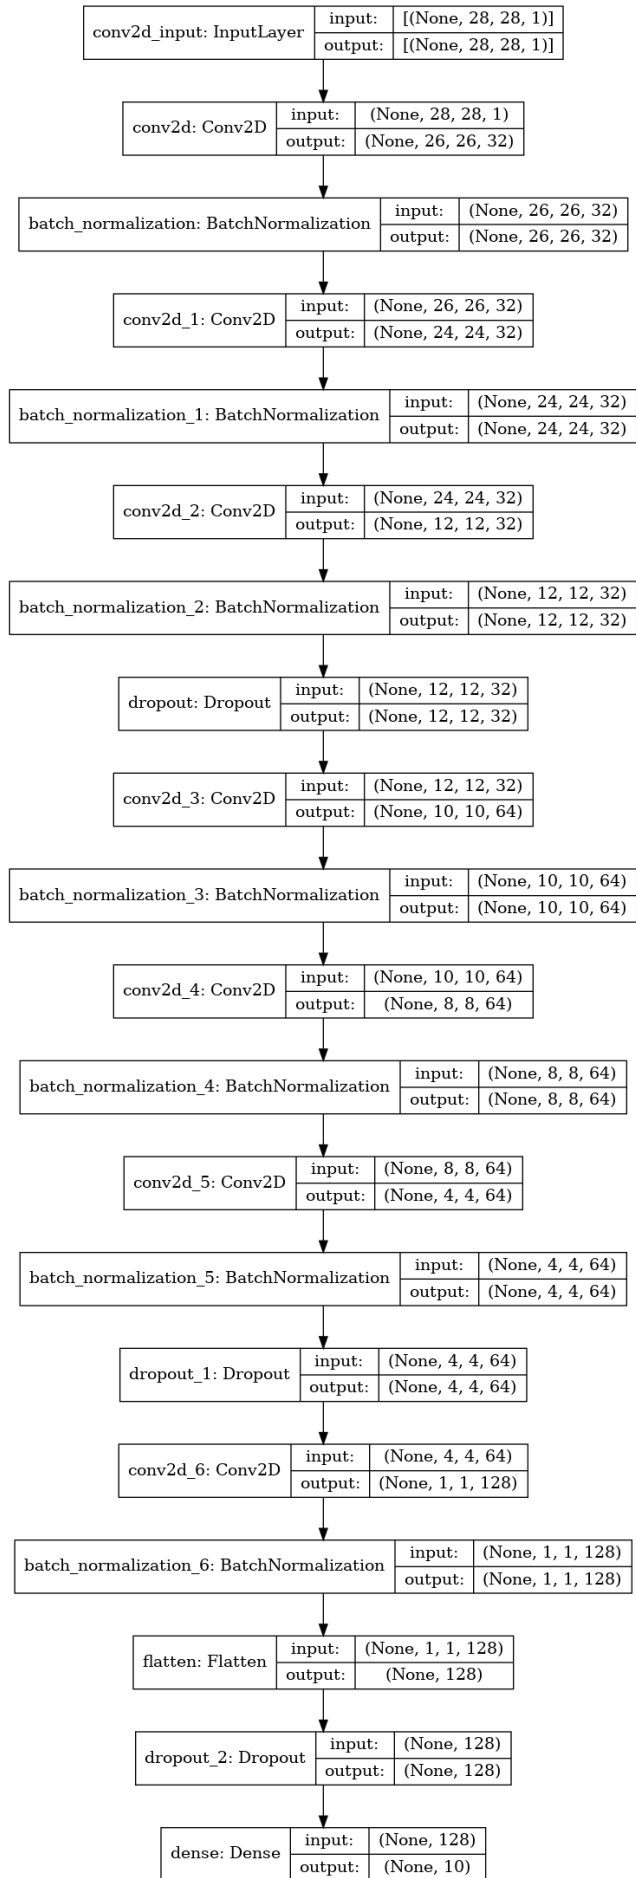 conv2d_input: InputLayer
input: [(None, 28, 28, 1)]
output: [(None, 28, 28, 1)]
conv2d: Conv2D
input: (None, 28, 28, 1)
output: (None, 26, 26, 32)
batch_normalization: BatchNormalization
input: (None, 26, 26, 32)
output: (None, 26, 26, 32)
conv2d_1: Conv2D
input: (None, 26, 26, 32)
output: (None, 24, 24, 32)
batch_normalization_1: BatchNormalization
input: (None, 24, 24, 32)
output: (None, 24, 24, 32)
conv2d_2: Conv2D
input: (None, 24, 24, 32)
output: (None, 12, 12, 32)
batch_normalization_2: BatchNormalization
input: (None, 12, 12, 32)
output: (None, 12, 12, 32)
dropout: Dropout
input: (None, 12, 12, 32)
output: (None, 12, 12, 32)
conv2d_3: Conv2D
input: (None, 12, 12, 32)
output: (None, 10, 10, 64)
batch_normalization_3: BatchNormalization
input: (None, 10, 10, 64)
output: (None, 10, 10, 64)
conv2d_4: Conv2D
input: (None, 10, 10, 64)
output: (None, 8, 8, 64)
batch_normalization_4: BatchNormalization
input: (None, 8, 8, 64)
output: (None, 8, 8, 64)
conv2d_5: Conv2D
input: (None, 8, 8, 64)
output: (None, 4, 4, 64)
batch_normalization_5: BatchNormalization
input: (None, 4, 4, 64)
output: (None, 4, 4, 64)
dropout_1: Dropout
input: (None, 4, 4, 64)
output: (None, 4, 4, 64)
conv2d_6: Conv2D
input: (None, 4, 4, 64)
output: (None, 1, 1, 128)
batch_normalization_6: BatchNormalization
input: (None, 1, 1, 128)
output: (None, 1, 1, 128)
flatten: Flatten
input: (None, 1, 1, 128)
output: (None, 128)
dropout_2: Dropout
input: (None, 128)
output: (None, 128)
dense: Dense
input: (None, 128)
output: (None, 10)